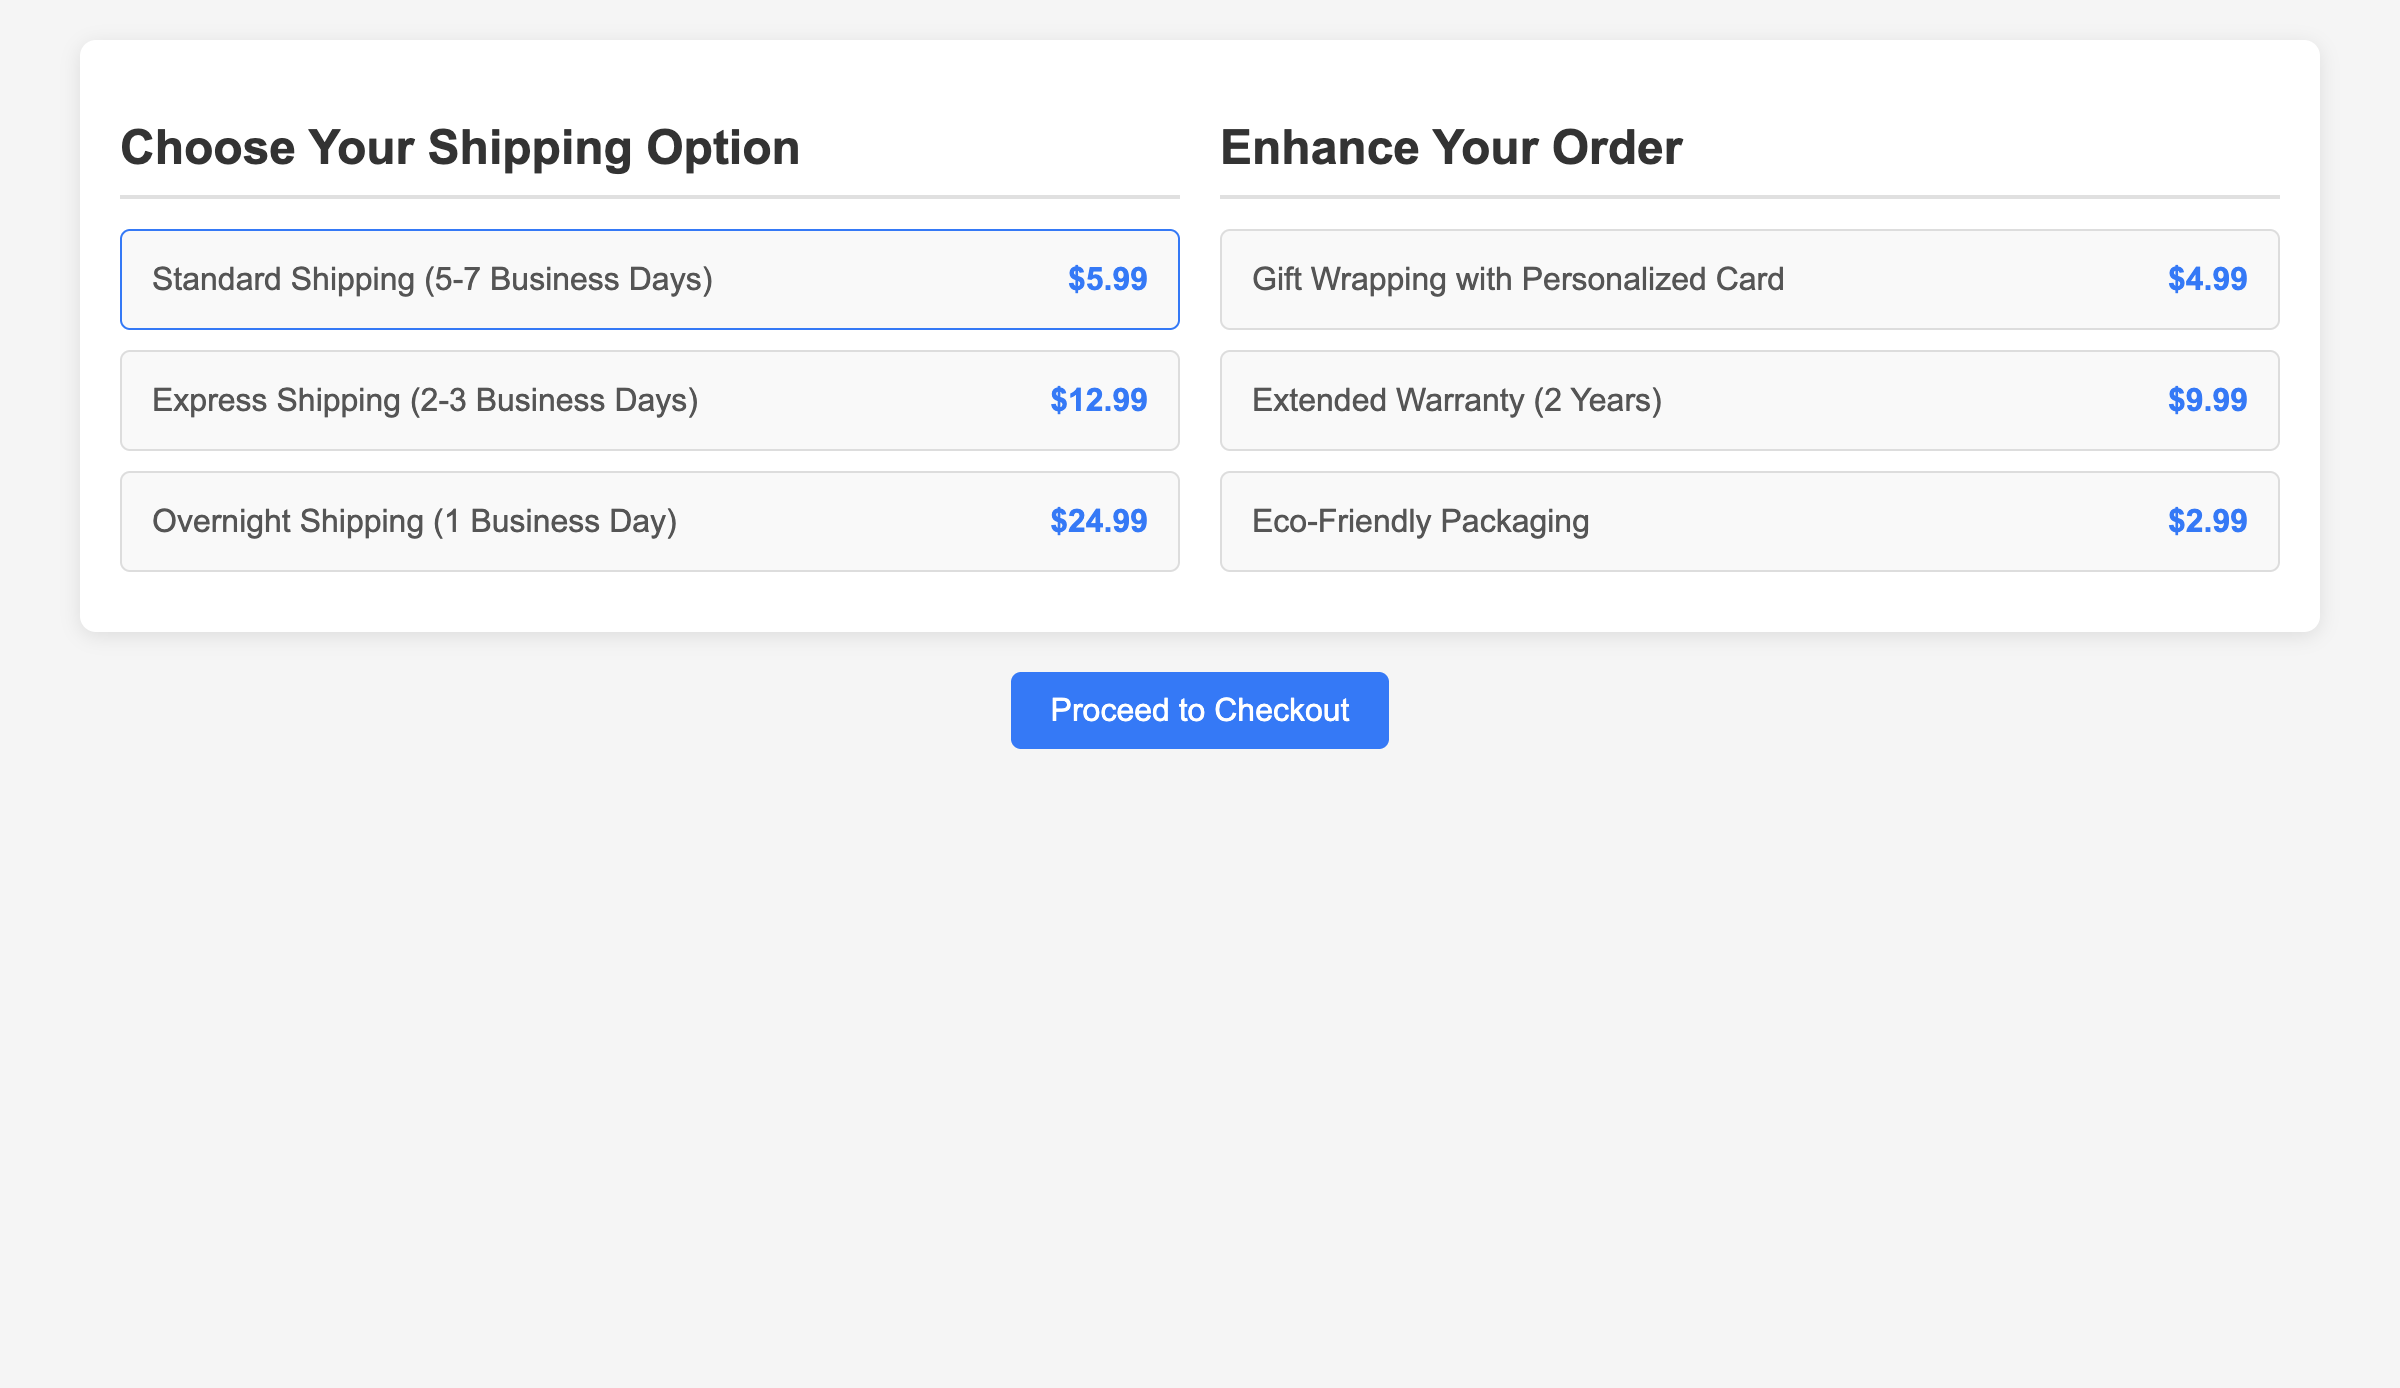 Choose Your Shipping Option
Standard Shipping (5-7 Business Days) $5.99
Express Shipping (2-3 Business Days) $12.99
Overnight Shipping (1 Business Day) $24.99
Enhance Your Order
Gift Wrapping with Personalized Card $4.99
Extended Warranty (2 Years) $9.99
Eco-Friendly Packaging $2.99
Proceed to Checkout